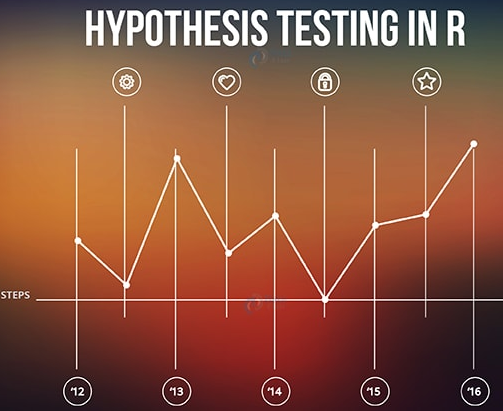 HYPOTHESIS TESTING IN R
STEPS
'12 '13 '14 '15 '16